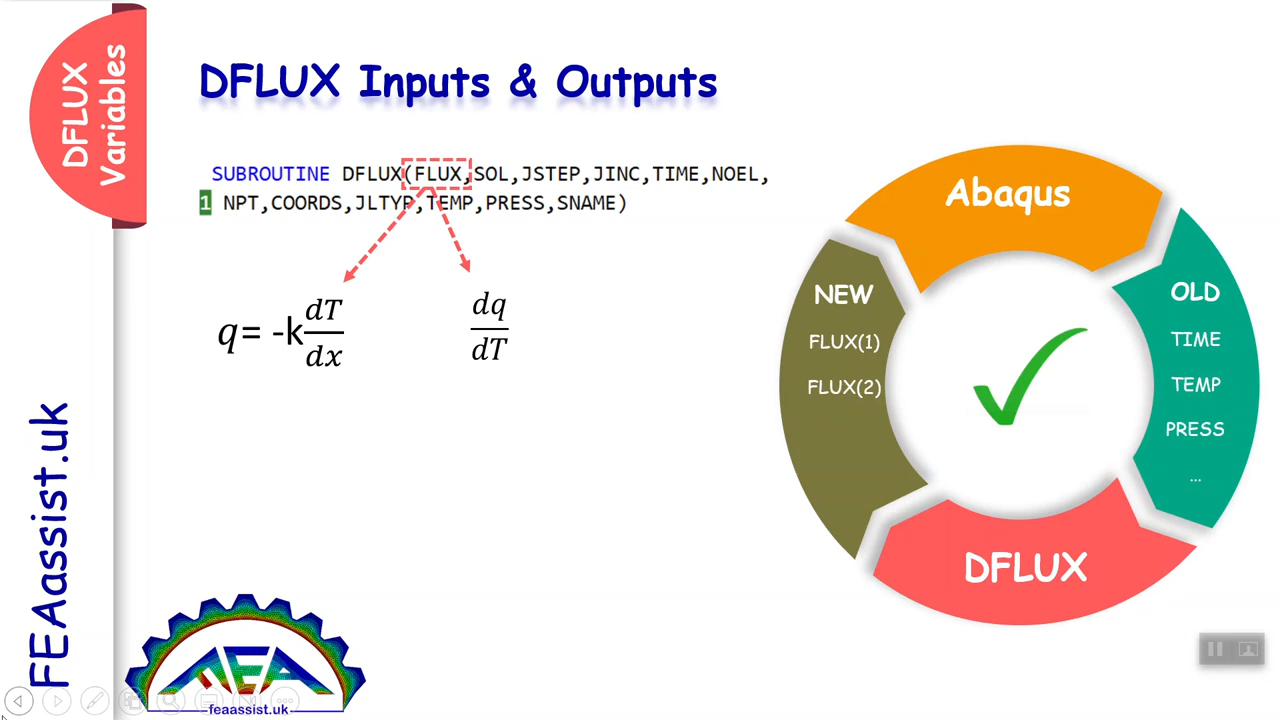 DFLUX
Variables
DFLUX Inputs & Outputs
SUBROUTINE DFLUX(FLUX,SOL,JSTEP,JINC,TIME,NOEL,
1 NPT,COORDS,JLTYP,TEMP,PRESS,SNAME)
q= -k dT/dx
dq/dT
Abaqus
NEW
FLUX(1)
FLUX(2)
OLD
TIME
TEMP
PRESS
...
DFLUX
FEAassist.uk
FEA
feaassist.uk